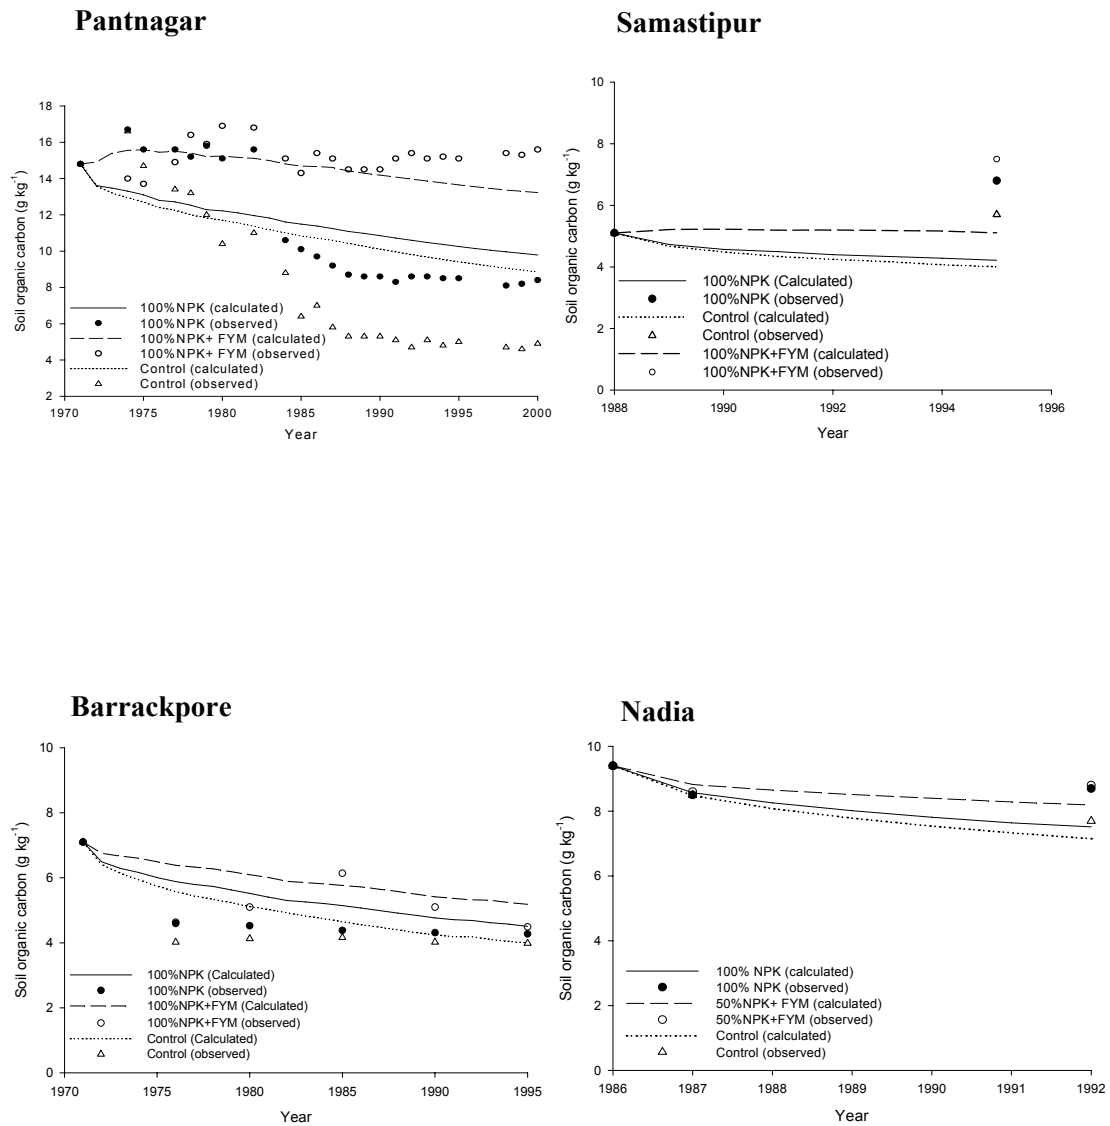 Pantnagar
18
16
14
12
10
8
6
4
2
Soil organic carbon (g kg-1)
100%NPK (calculated)
100%NPK (observed)
100%NPK+ FYM (calculated)
100%NPK+ FYM (observed)
Control (calculated)
Control (observed)
1970 1975 1980 1985 1990 1995 2000
Year
Samastipur
10
8
6
4
2
0
Soil organic carbon (g kg-1)
100%NPK (Calculated)
100%NPK (observed)
Control (calculated)
Control (observed)
100%NPK+FYM (calculated)
100%NPK+FYM (observed)
1988 1990 1992 1994 1996
Year
Barrackpore
10
8
6
4
2
0
Soil organic carbon (g kg-1)
100%NPK (Calculated)
100%NPK (observed)
100%NPK+FYM (Calculated)
100%NPK+FYM (observed)
Control (Calculated)
Control (observed)
1970 1975 1980 1985 1990 1995
Year
Nadia
10
8
6
4
2
0
Soil organic carbon (g kg-1)
100% NPK (calculated)
100% NPK (observed)
50%NPK+ FYM (calculated)
50%NPK+FYM (observed)
Control (calculated)
Control (observed)
1986 1987 1988 1989 1990 1991 1992
Year